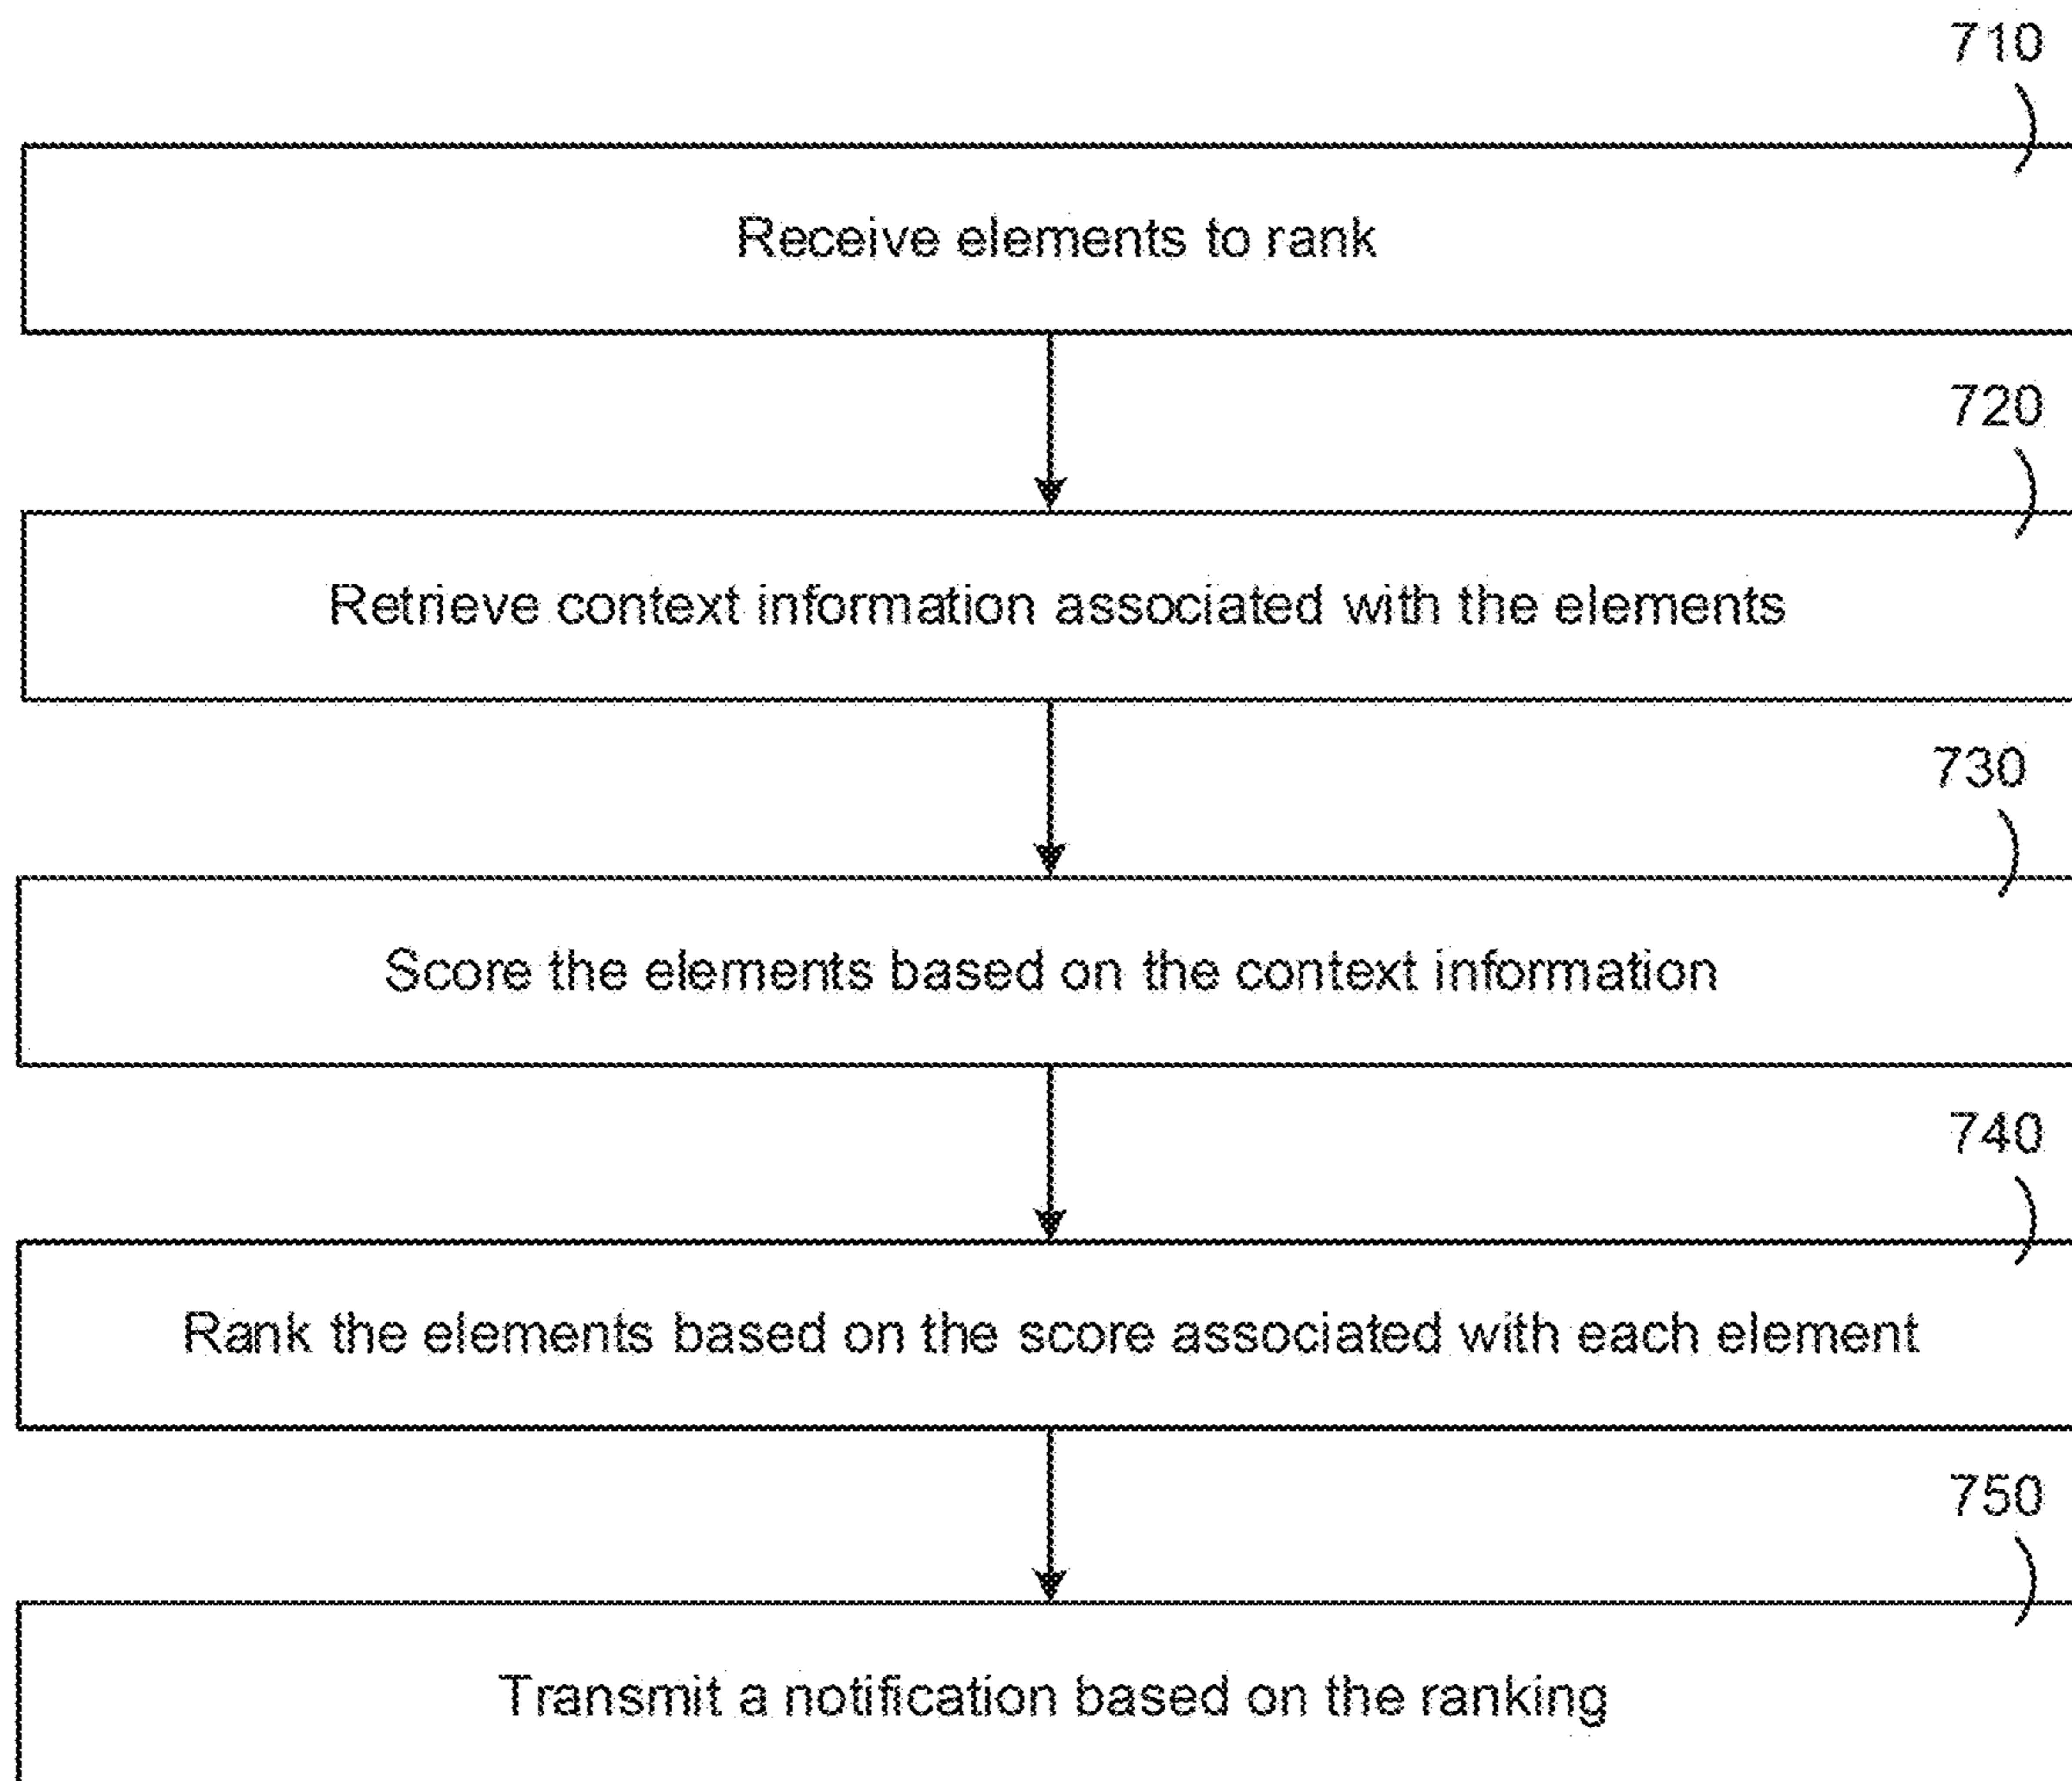 710
Receive elements to rank
720
Retrieve context information associated with the elements
730
Score the elements based on the context information
740
Rank the elements based on the score associated with each element
750
Transmit a notification based on the ranking